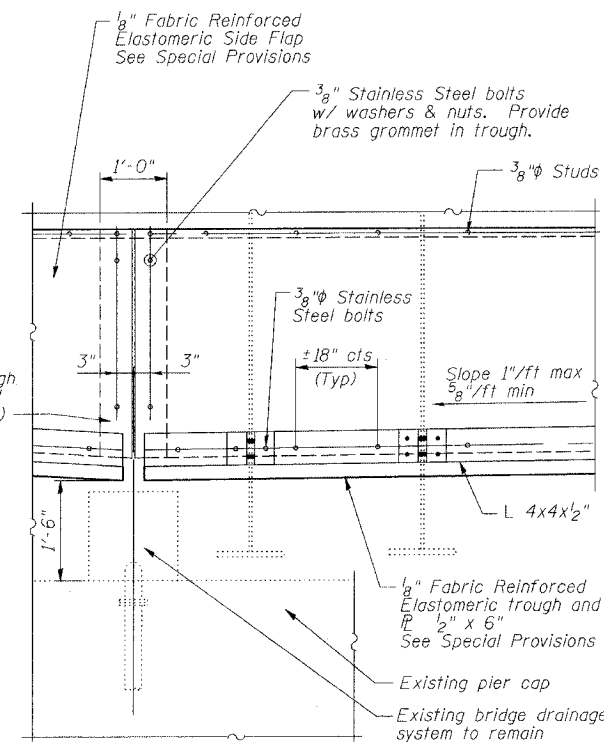 1/8" Fabric Reinforced
Elastomeric Side Flap
See Special Provisions
3/8" Stainless Steel bolts
w/ washers & nuts. Provide
brass grommet in trough.
1'-0"
3/8"ϕ Studs
3/8"ϕ Stainless
Steel bolts
3"
3"
±18" cts
(Typ)
Slope 1"/ft max
5/8"/ft min
L 4x4x1/2"
1'-6"
1/8" Fabric Reinforced
Elastomeric trough and
℄ 1/2" x 6"
See Special Provisions
Existing pier cap
Existing bridge drainage
system to remain